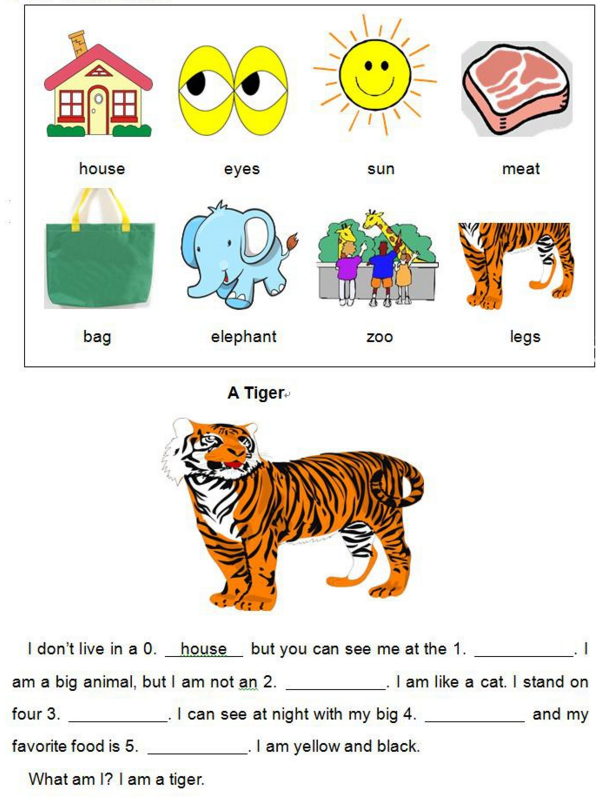 house eyes sun meat
bag elephant zoo legs
A Tiger
I don't live in a 0. __house__ but you can see me at the 1. ___________. I
am a big animal, but I am not an 2. ___________. I am like a cat. I stand on
four 3. ___________. I can see at night with my big 4. ___________ and my
favorite food is 5. ___________. I am yellow and black.
What am I? I am a tiger.